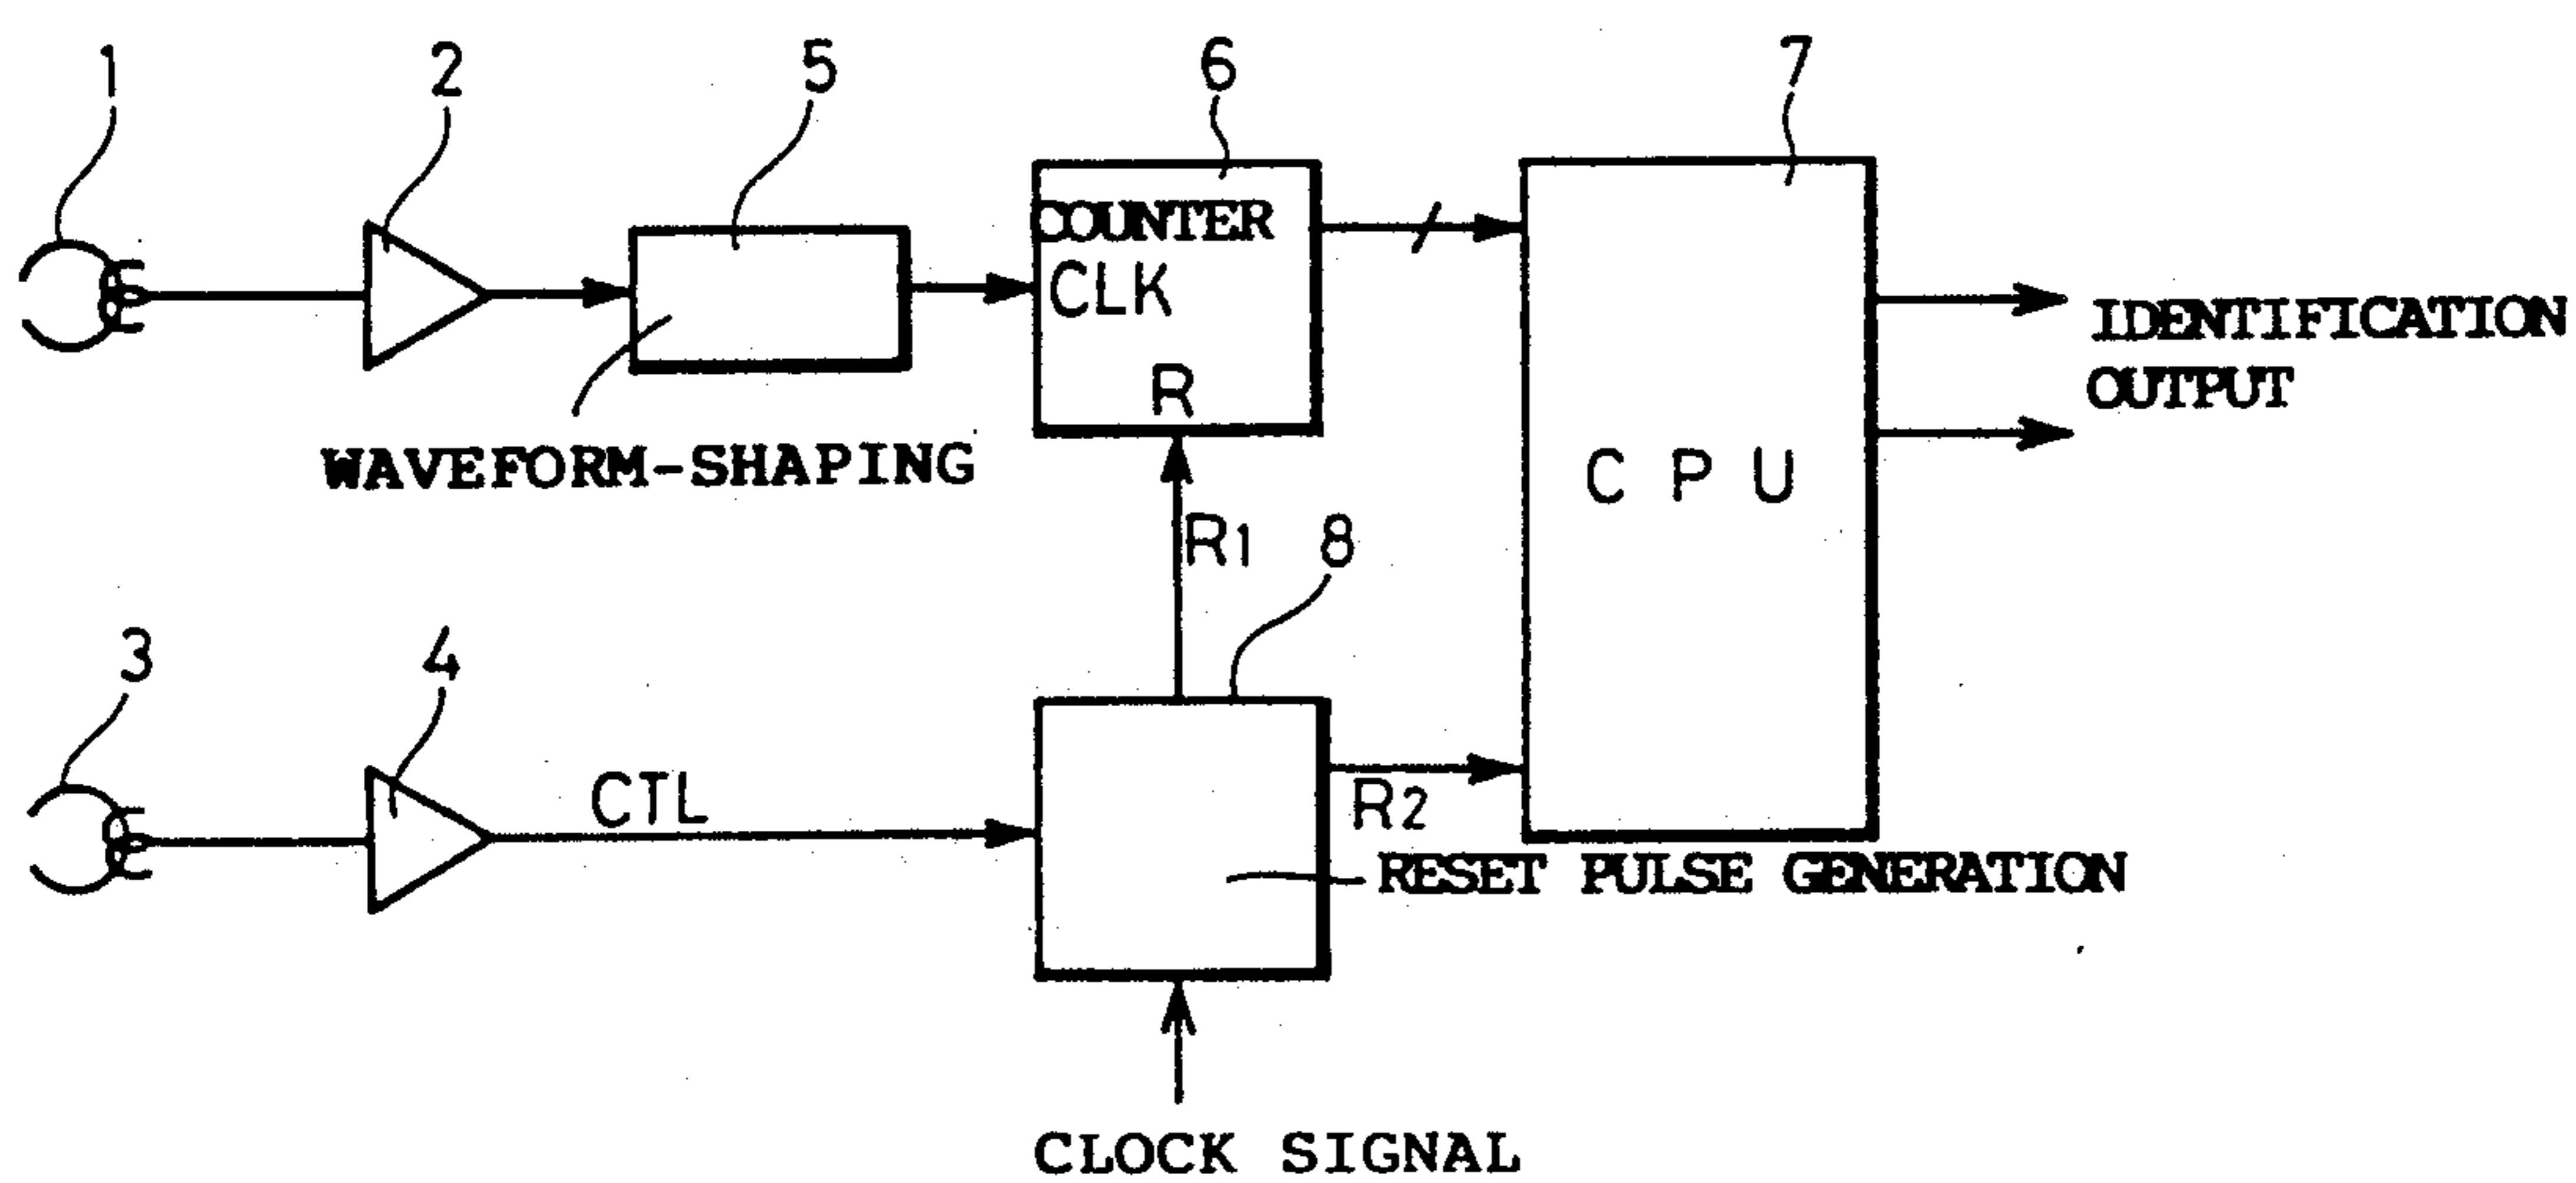 1
2
5
6
7
COUNTER
CLK
R
IDENTIFICATION
OUTPUT
WAVEFORM-SHAPING
CPU
R1
8
3
4
CTL
R2
RESET PULSE GENERATION
CLOCK SIGNAL